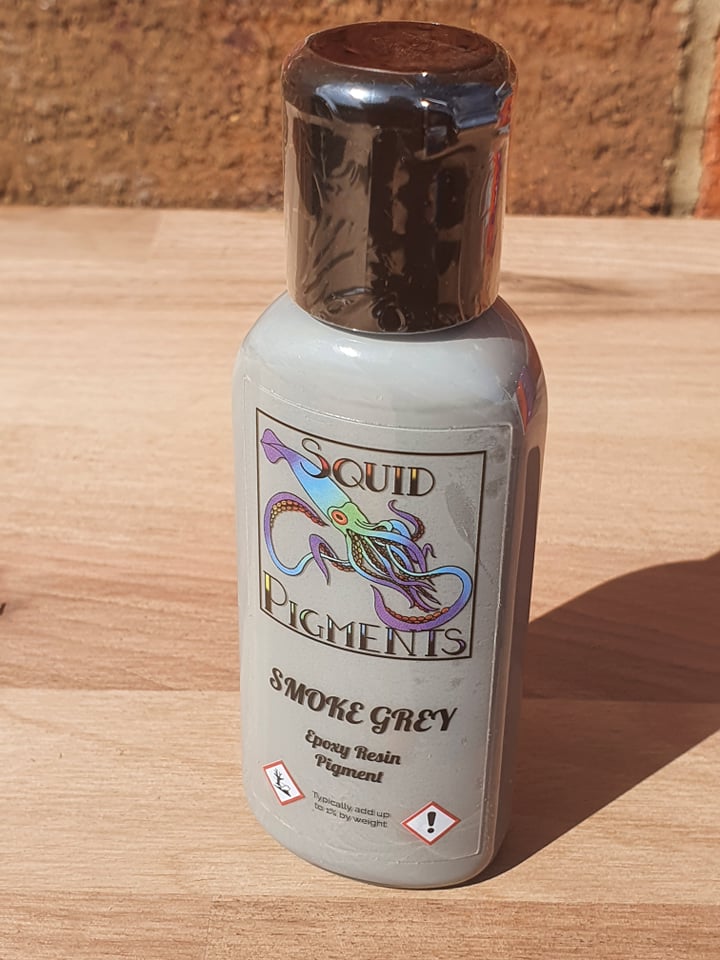 SQUID
PIGMENTS
SMOKE GREY
Epoxy Resin
Pigment
Typically add up
to 1% by weight